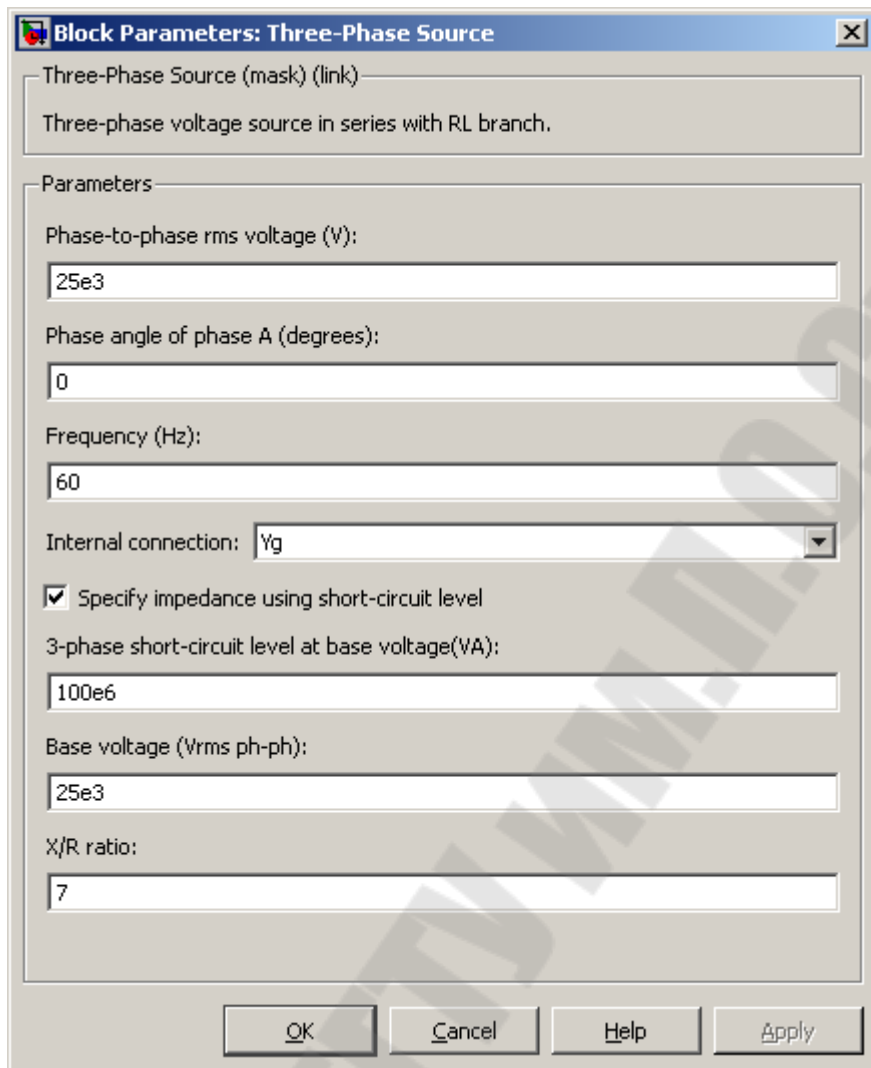 Block Parameters: Three-Phase Source
Three-Phase Source (mask) (link)
Three-phase voltage source in series with RL branch.
Parameters
Phase-to-phase rms voltage (V):
25e3
Phase angle of phase A (degrees):
0
Frequency (Hz):
60
Internal connection: Yg
Specify impedance using short-circuit level
3-phase short-circuit level at base voltage(VA):
100e6
Base voltage (Vrms ph-ph):
25e3
X/R ratio:
7
OK Cancel Help Apply
ИМ.П.О.